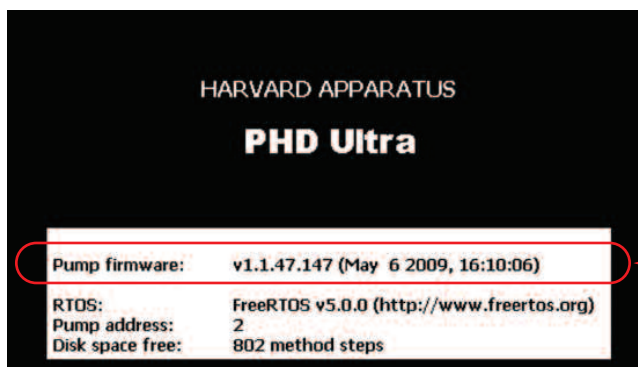 HARVARD APPARATUS
PHD Ultra
Pump firmware: v1.1.47.147 (May  6 2009, 16:10:06)
RTOS: FreeRTOS v5.0.0 (http://www.freertos.org)
Pump address: 2
Disk space free: 802 method steps